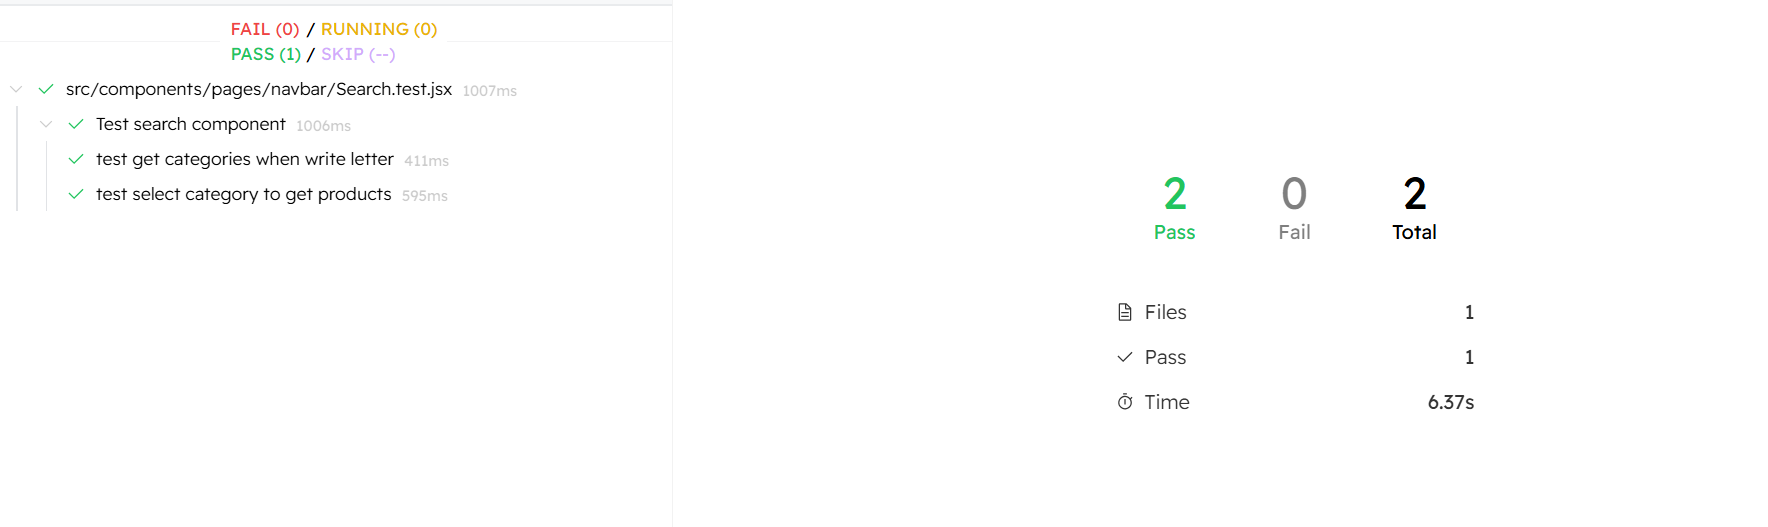 FAIL (0) / RUNNING (0)
PASS (1) / SKIP (--)
src/components/pages/navbar/Search.test.jsx 1007ms
Test search component 1006ms
test get categories when write letter 411ms
test select category to get products 595ms
2 0 2
Pass Fail Total
Files 1
Pass 1
Time 6.37s